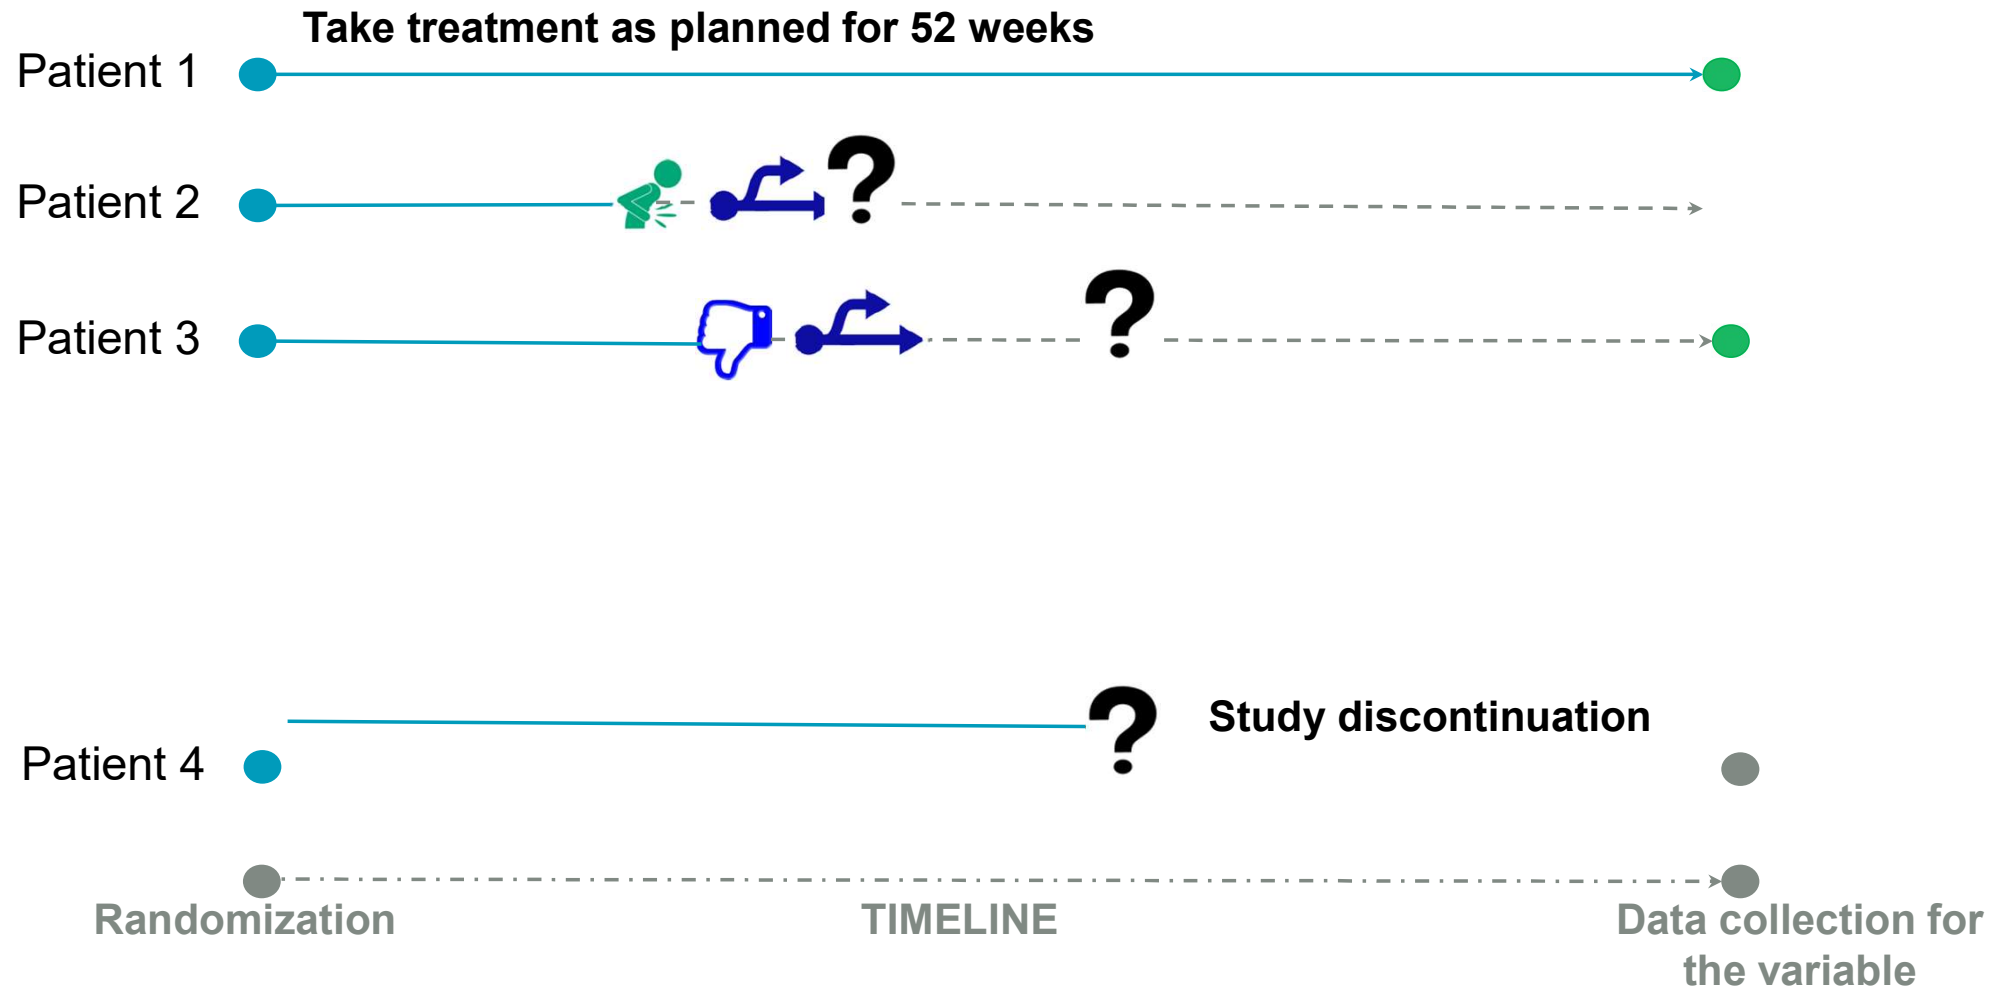 Take treatment as planned for 52 weeks
Patient 1
Patient 2
?
Patient 3
?
Patient 4
?
Study discontinuation
Randomization
TIMELINE
Data collection for
the variable